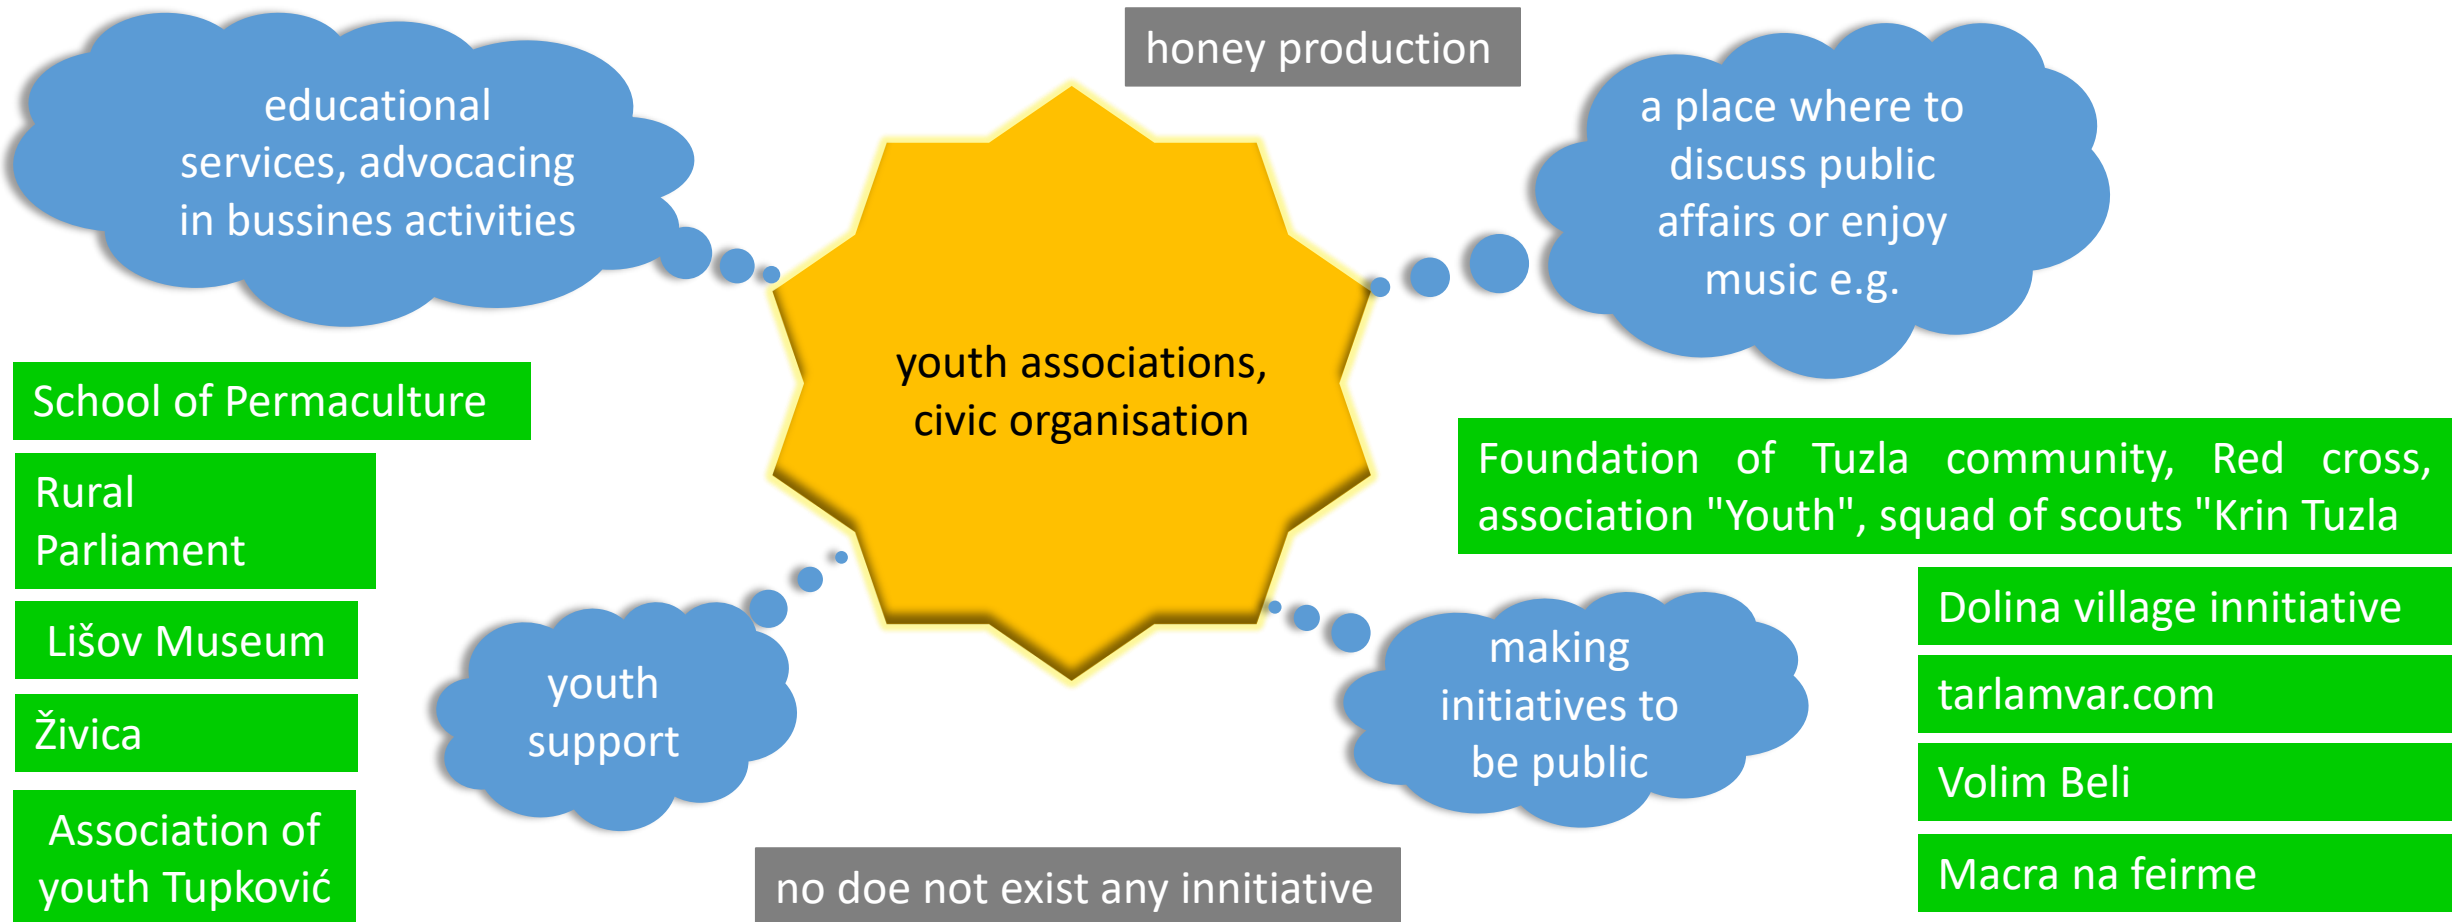 honey production
educational
services, advocacing
in bussines activities
a place where to
discuss public
affairs or enjoy
music e.g.
youth associations,
civic organisation
School of Permaculture
Rural
Parliament
Lišov Museum
Živica
Association of
youth Tupković
Foundation of Tuzla community, Red cross,
association "Youth", squad of scouts "Krin Tuzla
Dolina village innitiative
tarlamvar.com
Volim Beli
Macra na feirme
youth
support
making
initiatives to
be public
no doe not exist any innitiative